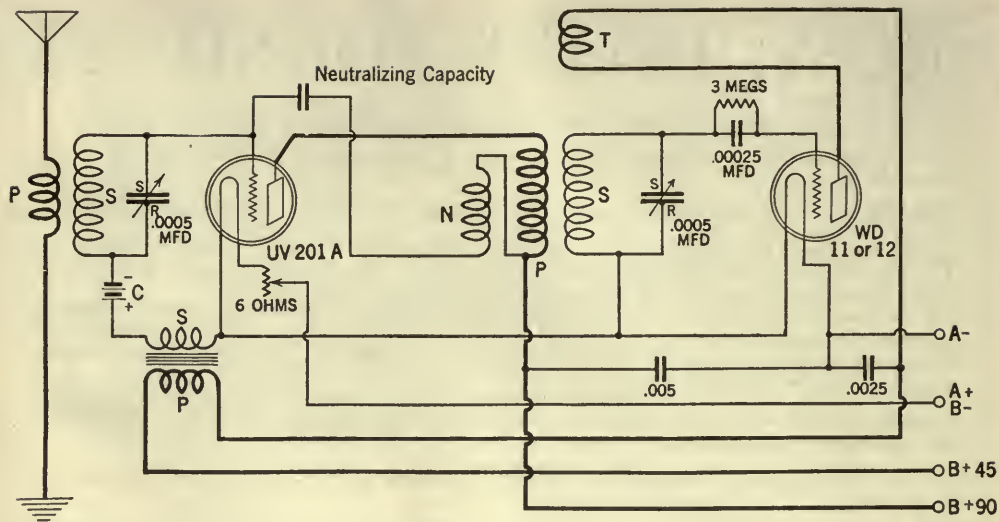 T
Neutralizing Capacity
3 MEGS
.00025
MFD
P
S
S
R
.0005
MFD
UV 201 A
N
P
S
S
R
.0005
MFD
WD
11 or 12
- C +
6 OHMS
S
P
.005
.0025
A-
A+
B-
B+45
B+90